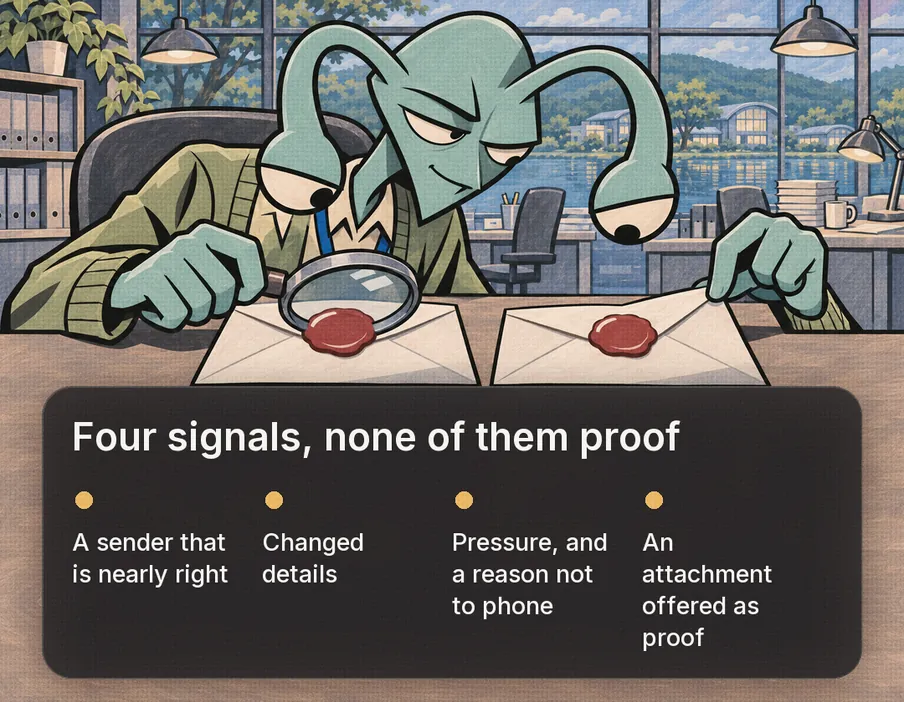 Four signals, none of them proof
A sender that
is nearly right
Changed
details
Pressure, and
a reason not
to phone
An
attachment
offered as
proof